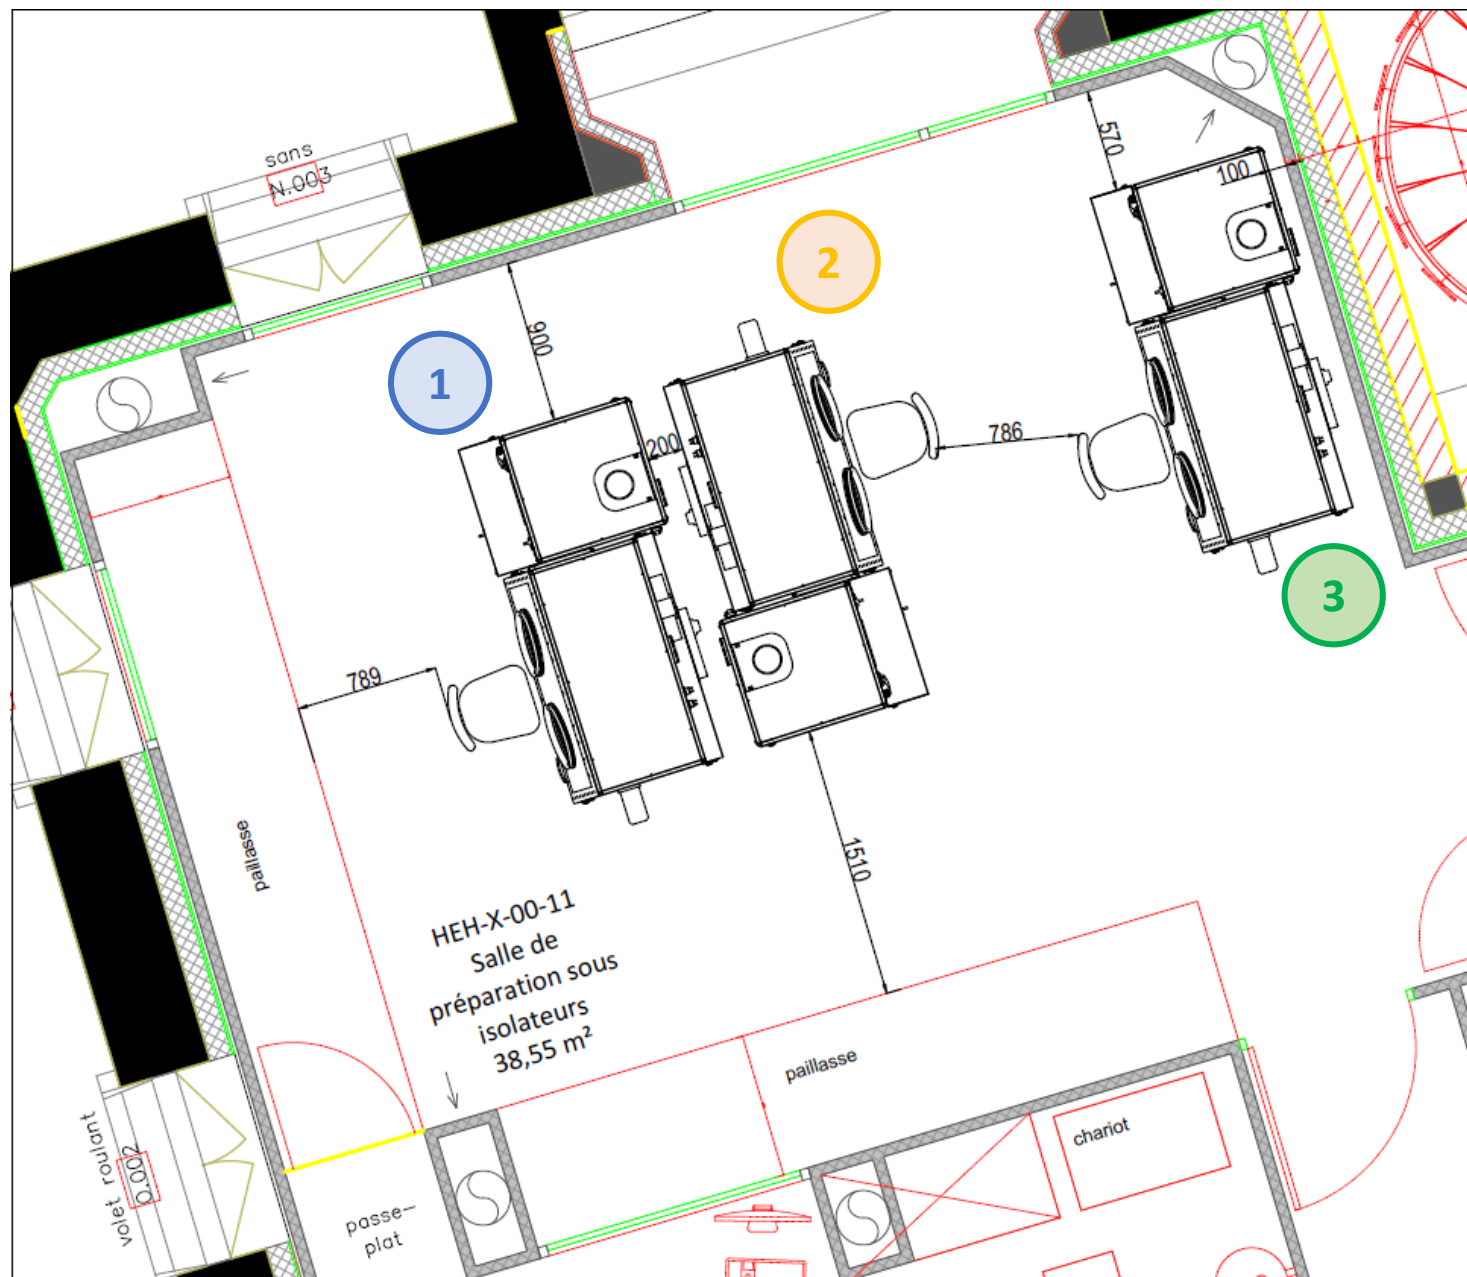 sans
N.003
570
100
2
900
1
200
786
3
789
paillasse
1510
HEH-X-00-11
Salle de
préparation sous
isolateurs
38,55 m²
paillasse
chariot
volet roulant
O.002
passe-
plat